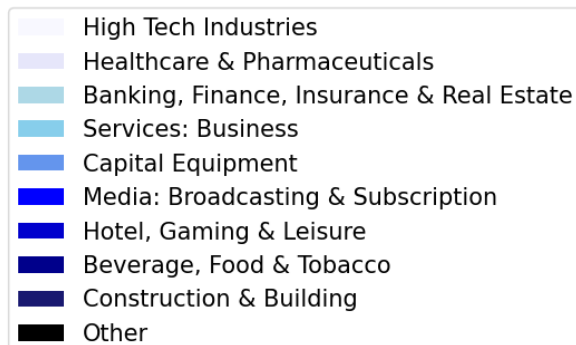 High Tech Industries
Healthcare & Pharmaceuticals
Banking, Finance, Insurance & Real Estate
Services: Business
Capital Equipment
Media: Broadcasting & Subscription
Hotel, Gaming & Leisure
Beverage, Food & Tobacco
Construction & Building
Other